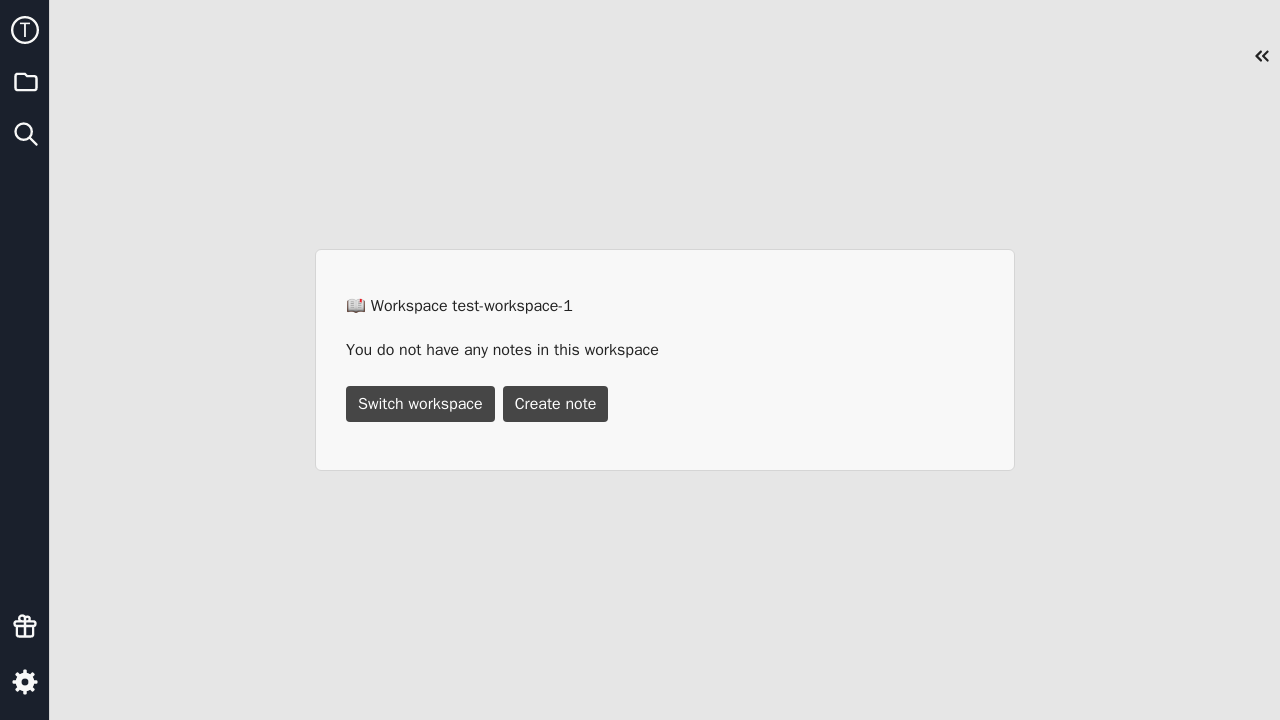 T
📖 Workspace test-workspace-1
You do not have any notes in this workspace
Switch workspace
Create note